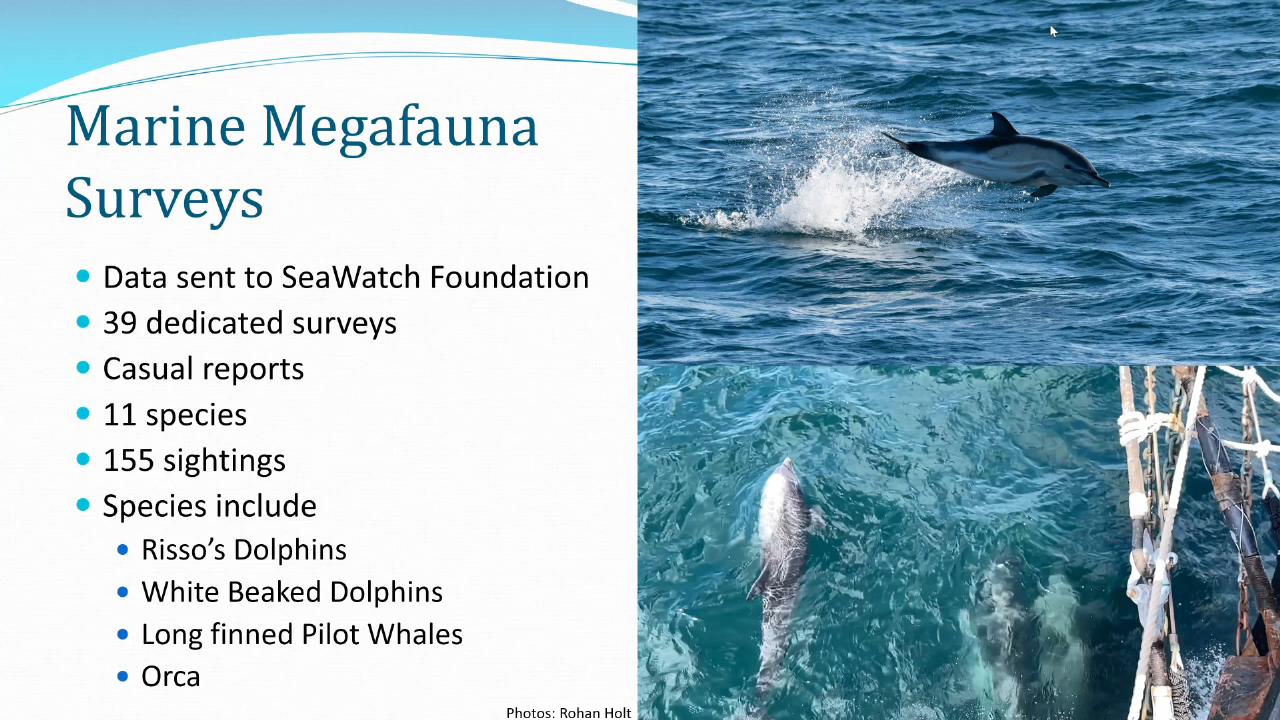 Marine Megafauna
Surveys
Data sent to SeaWatch Foundation
39 dedicated surveys
Casual reports
11 species
155 sightings
Species include
Risso’s Dolphins
White Beaked Dolphins
Long finned Pilot Whales
Orca
Photos: Rohan Holt